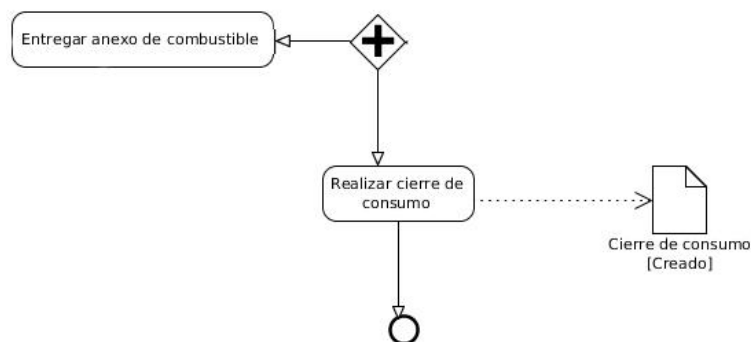 Entregar anexo de combustible
Realizar cierre de
consumo
Cierre de consumo
[Creado]